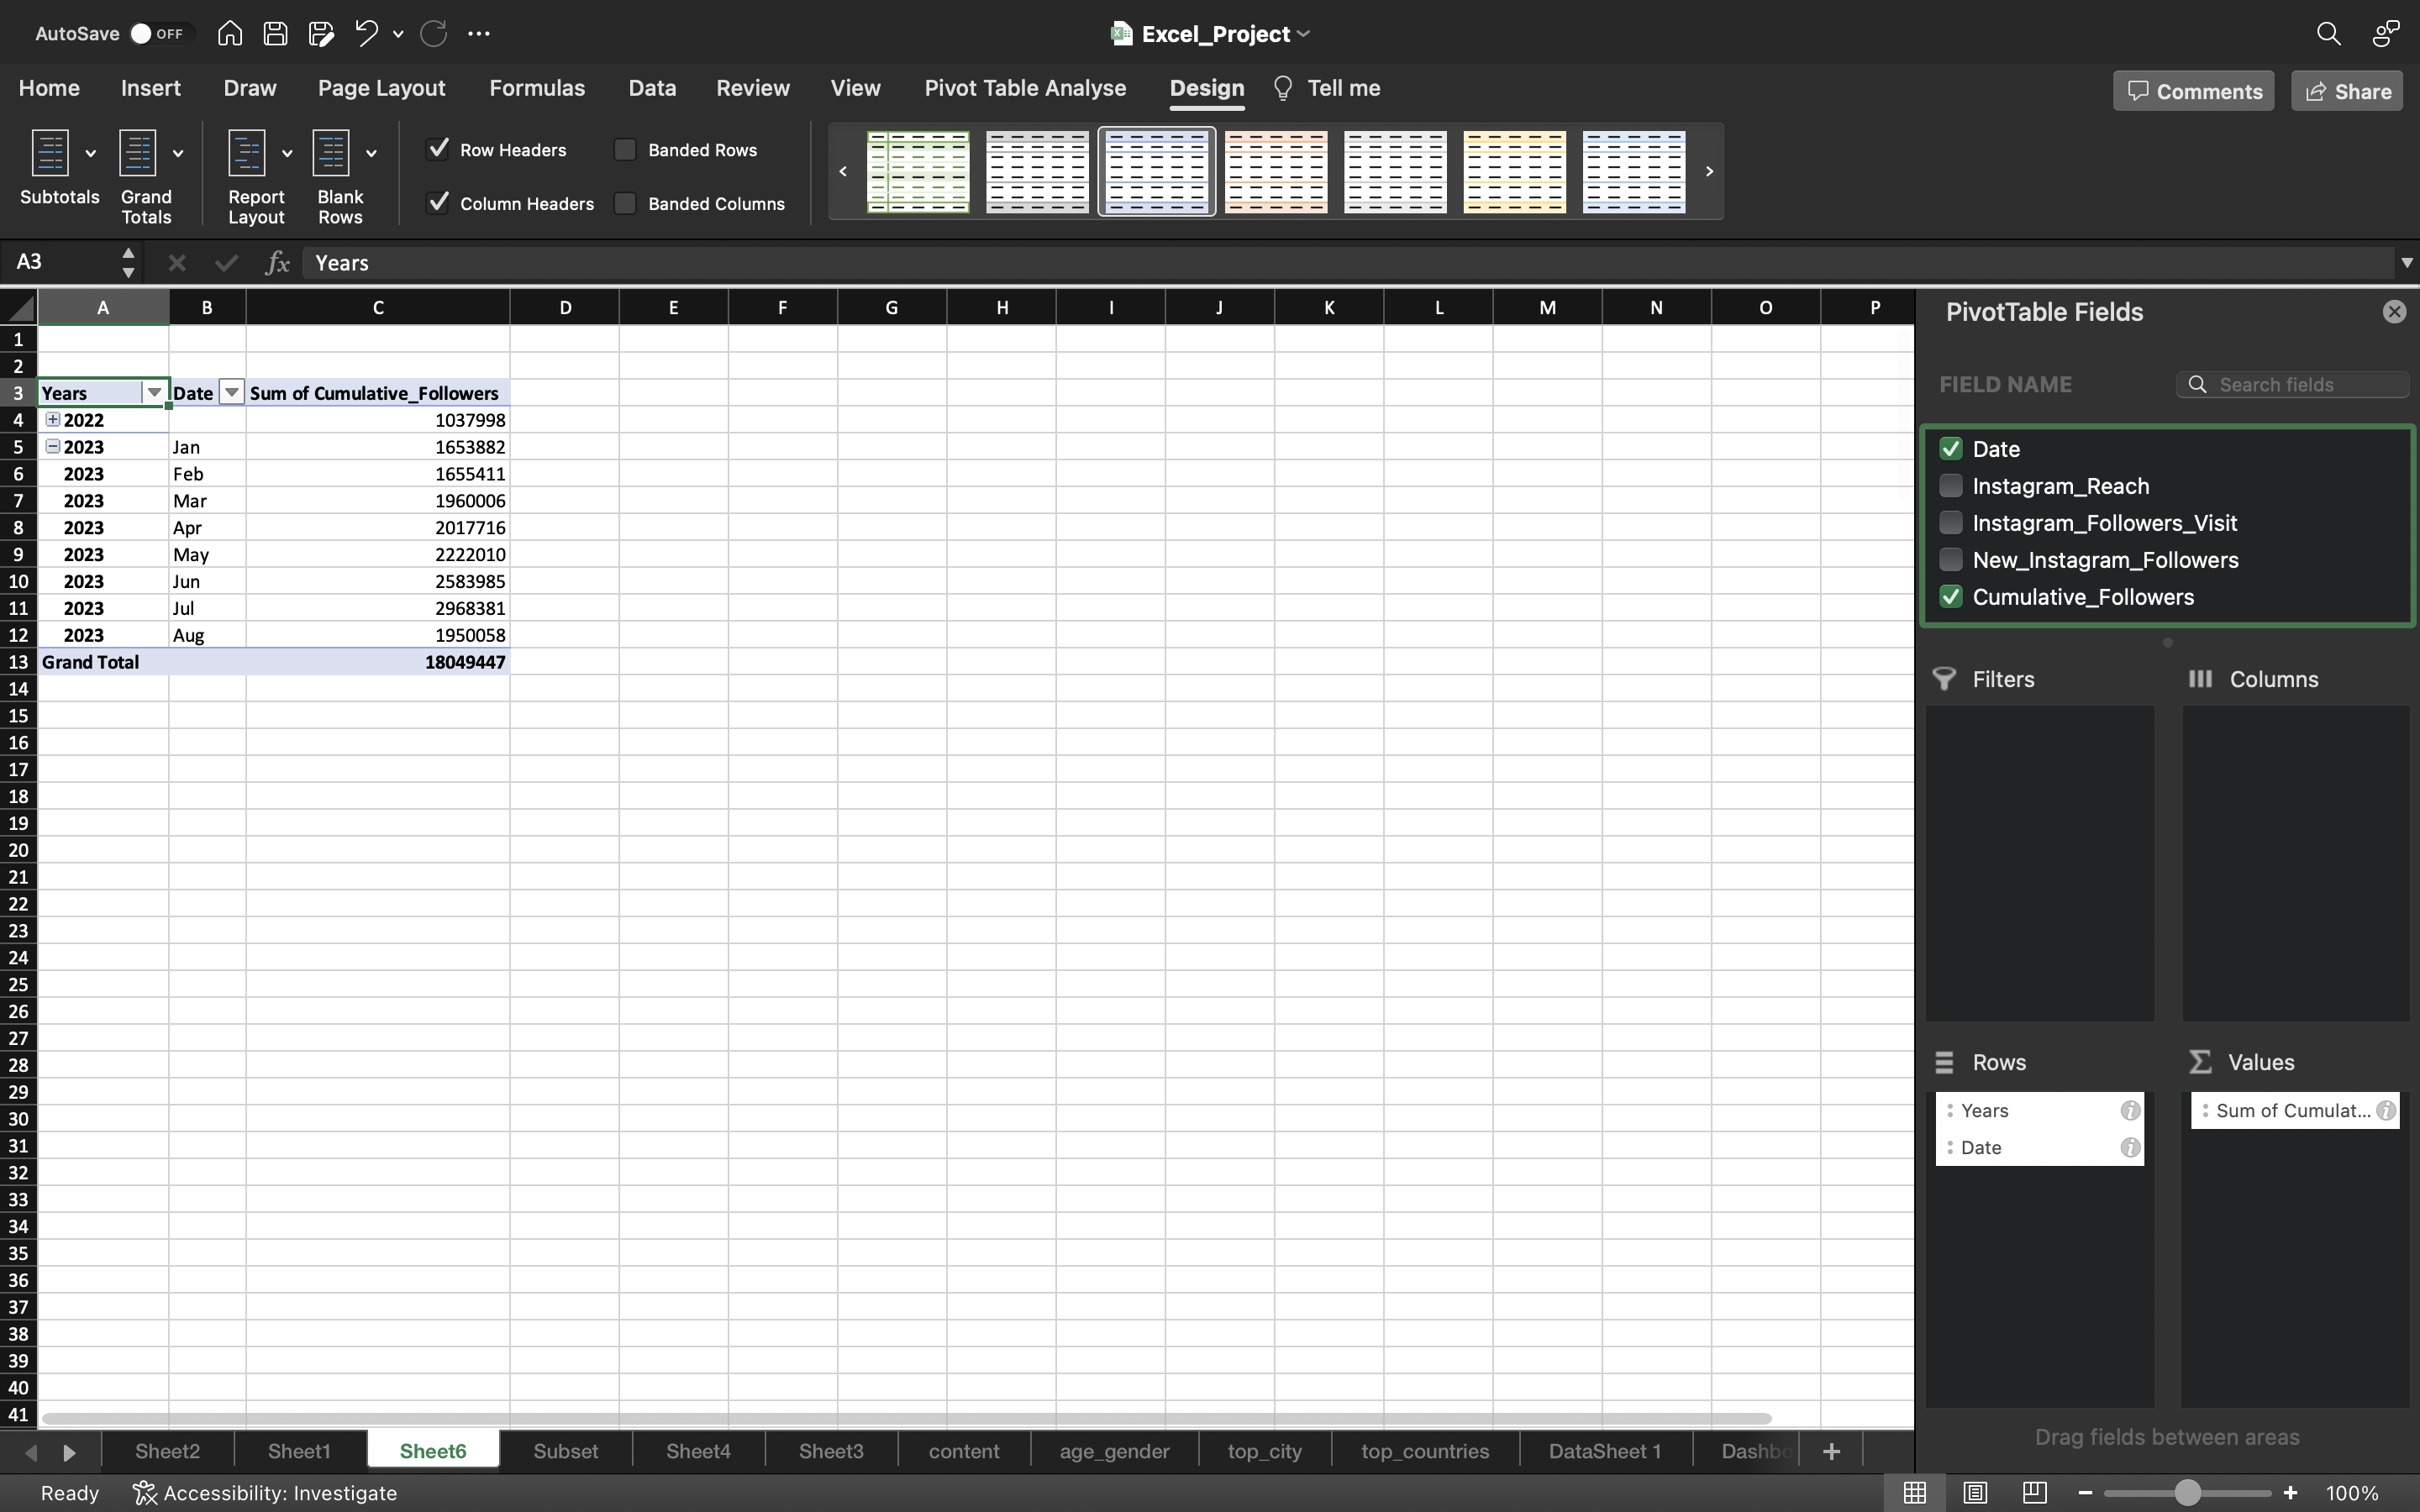 AutoSave OFF Excel_Project
Home Insert Draw Page Layout Formulas Data Review View Pivot Table Analyse Design Tell me Comments Share
Row Headers Banded Rows
Subtotals Grand Totals Report Layout Blank Rows Column Headers Banded Columns
A3 fx Years
A B C D E F G H I J K L M N O P
PivotTable Fields
1
2
FIELD NAME Search fields
3 Years Date Sum of Cumulative_Followers
4 2022 1037998
5 2023 Jan 1653882
6 2023 Feb 1655411
7 2023 Mar 1960006
8 2023 Apr 2017716
9 2023 May 2222010
10 2023 Jun 2583985
11 2023 Jul 2968381
12 2023 Aug 1950058
13 Grand Total 18049447
14
15
16
17
18
19
20
21
22
23
24
25
26
27
28
29
30
31
32
33
34
35
36
37
38
39
40
41
Date
Instagram_Reach
Instagram_Followers_Visit
New_Instagram_Followers
Cumulative_Followers
Filters Columns
Rows Values
Years Sum of Cumulat...
Date
Drag fields between areas
Sheet2 Sheet1 Sheet6 Subset Sheet4 Sheet3 content age_gender top_city top_countries DataSheet 1 Dashbo
Ready Accessibility: Investigate 100%